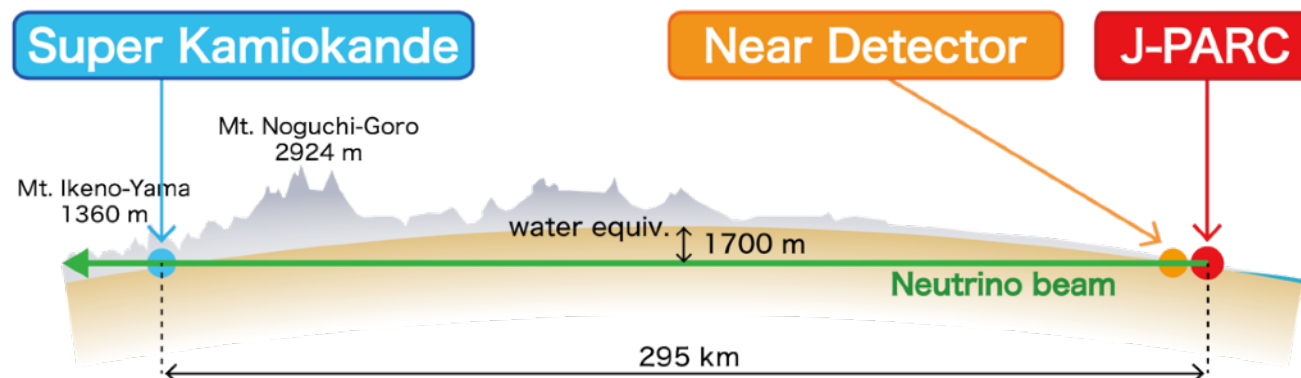 Super Kamiokande
Near Detector
J-PARC
Mt. Noguchi-Goro
2924 m
Mt. Ikeno-Yama
1360 m
water equiv.
1700 m
Neutrino beam
295 km